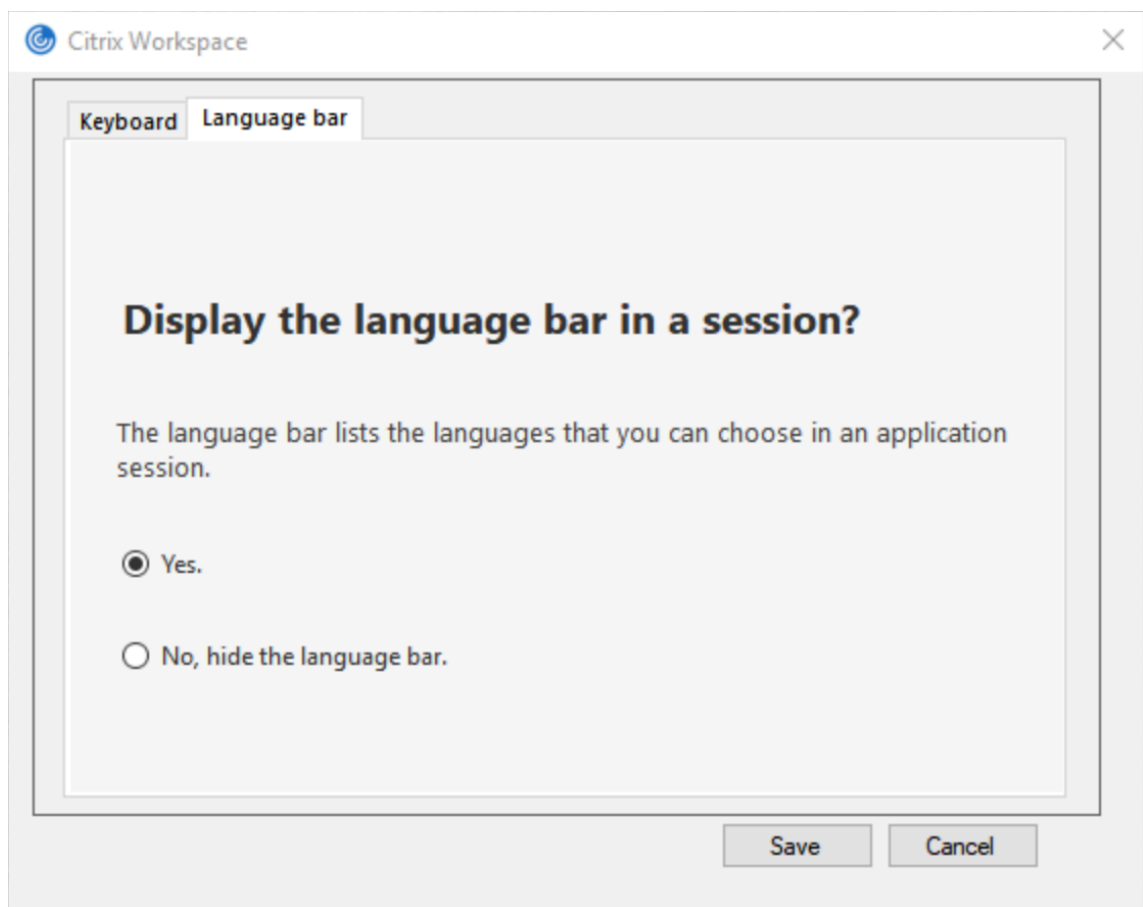 Citrix Workspace
Keyboard
Language bar
Display the language bar in a session?
The language bar lists the languages that you can choose in an application
session.
Yes.
No, hide the language bar.
Save
Cancel